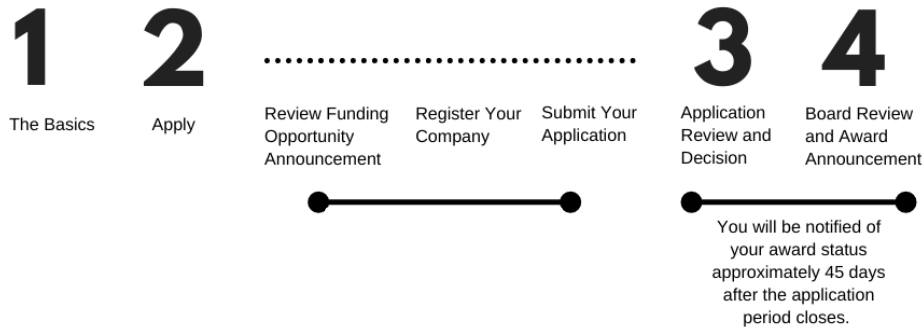 1
The Basics
2
Apply
Review Funding
Opportunity
Announcement
Register Your
Company
Submit Your
Application
3
Application
Review and
Decision
4
Board Review
and Award
Announcement
You will be notified of
your award status
approximately 45 days
after the application
period closes.